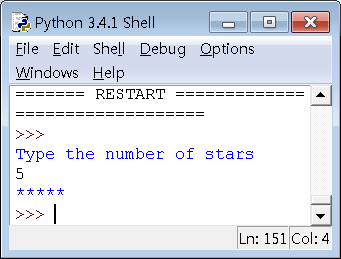 Python 3.4.1 Shell
File Edit Shell Debug Options
Windows Help
======= RESTART =============
===================
>>>
Type the number of stars
5
*****
>>>
Ln: 151 Col: 4